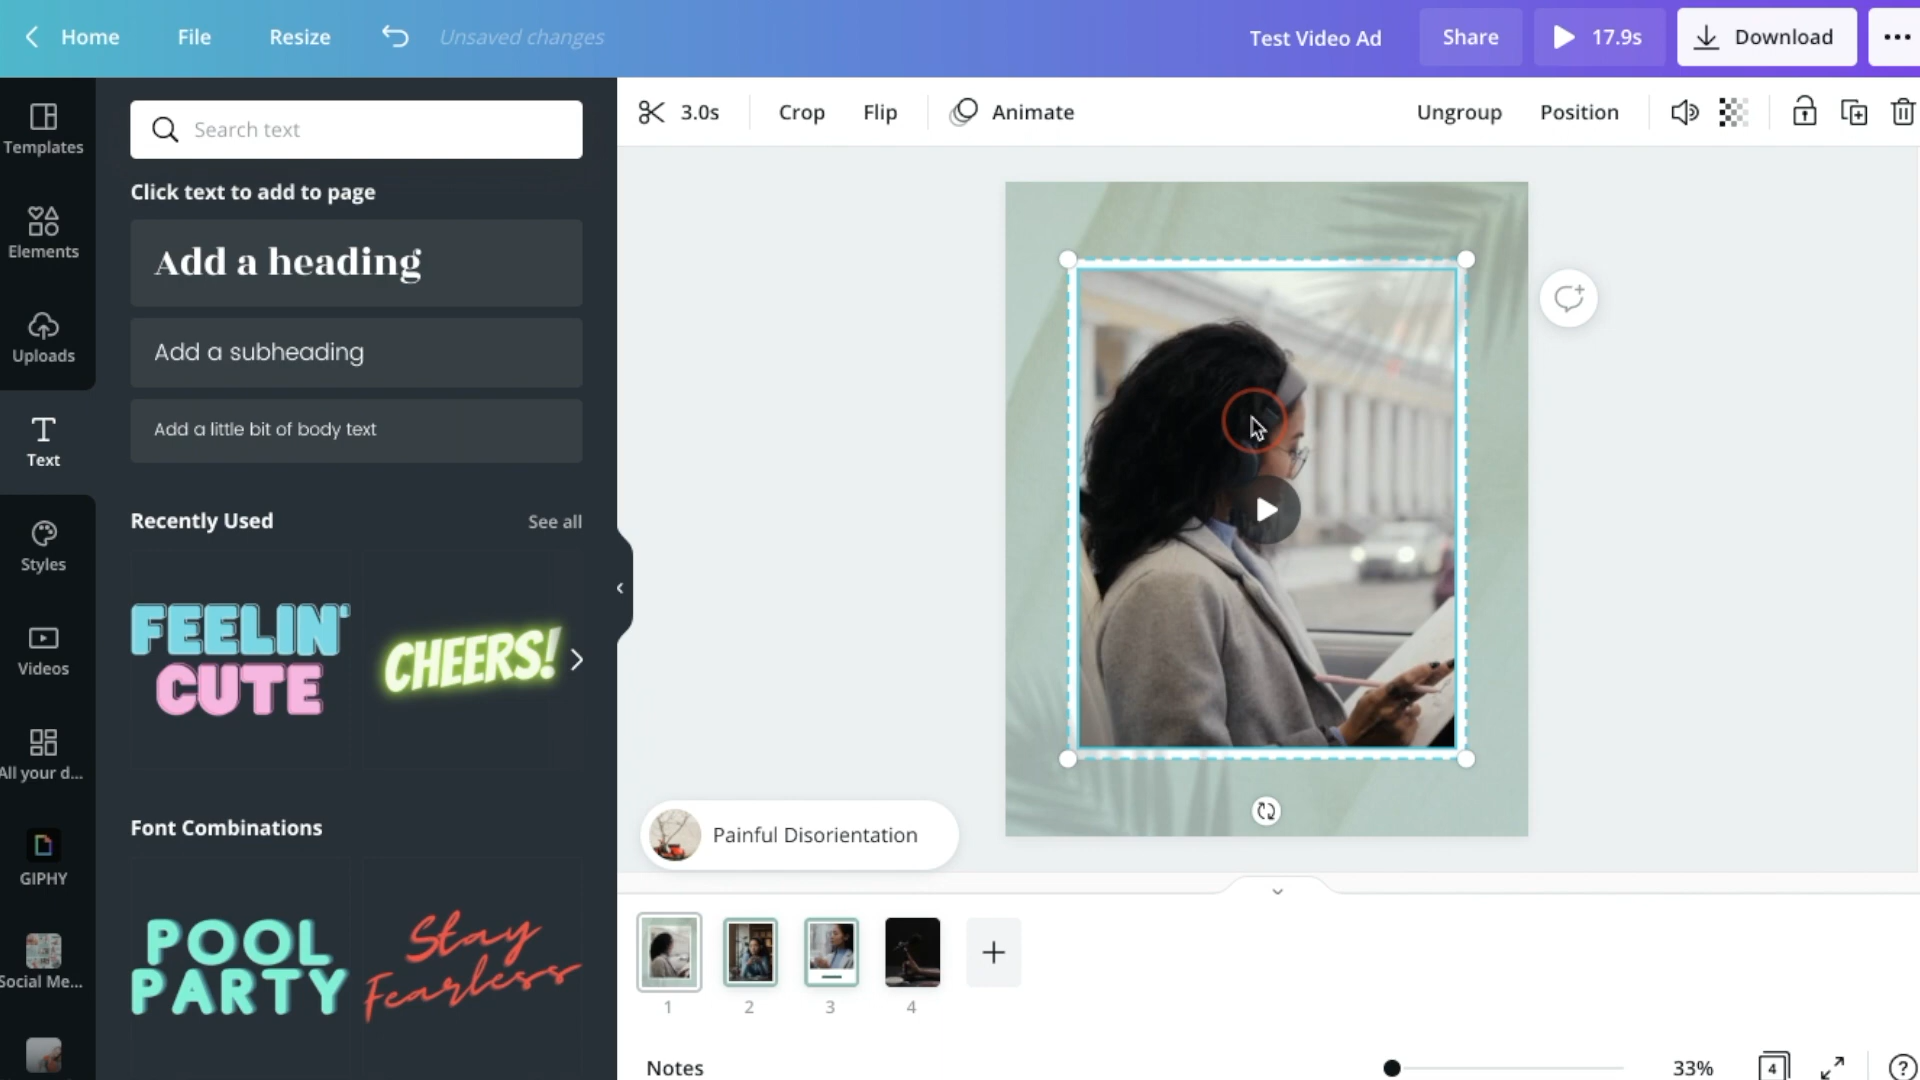 Home
File
Resize
Unsaved changes
Test Video Ad
Share
17.9s
Download
Templates
Elements
Uploads
Text
Styles
Videos
All your d...
GIPHY
Social Me...
Search text
Click text to add to page
Add a heading
Add a subheading
Add a little bit of body text
Recently Used
See all
FEELIN'
CUTE
CHEERS!
Font Combinations
POOL
PARTY
Stay
Fearless
3.0s
Crop
Flip
Animate
Ungroup
Position
Painful Disorientation
1
2
3
4
Notes
33%
4
?